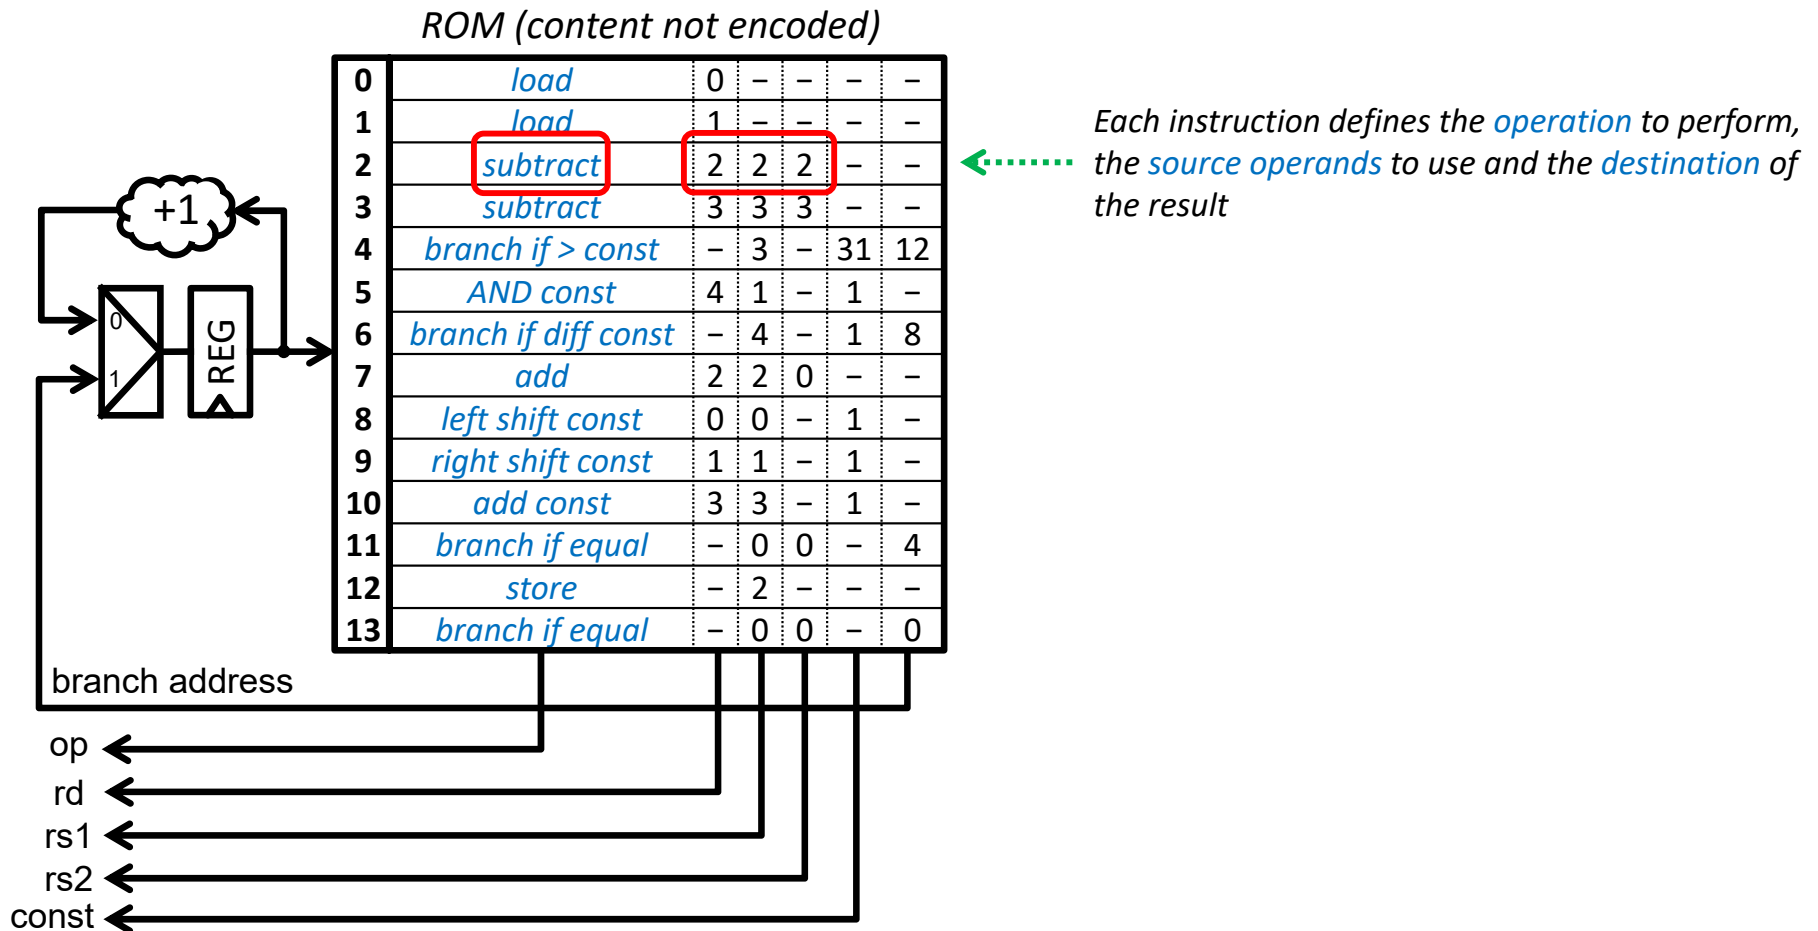 ROM (content not encoded)
0 load 0 – – – –
1 load 1 – – – –
2 subtract 2 2 2 – –
3 subtract 3 3 3 – –
4 branch if > const – 3 – 31 12
5 AND const 4 1 – 1 –
6 branch if diff const – 4 – 1 8
7 add 2 2 0 – –
8 left shift const 0 0 – 1 –
9 right shift const 1 1 – 1 –
10 add const 3 3 – 1 –
11 branch if equal – 0 0 – 4
12 store – 2 – – –
13 branch if equal – 0 0 – 0
Each instruction defines the operation to perform,
the source operands to use and the destination of
the result
+1
0
1
REG
branch address
op
rd
rs1
rs2
const